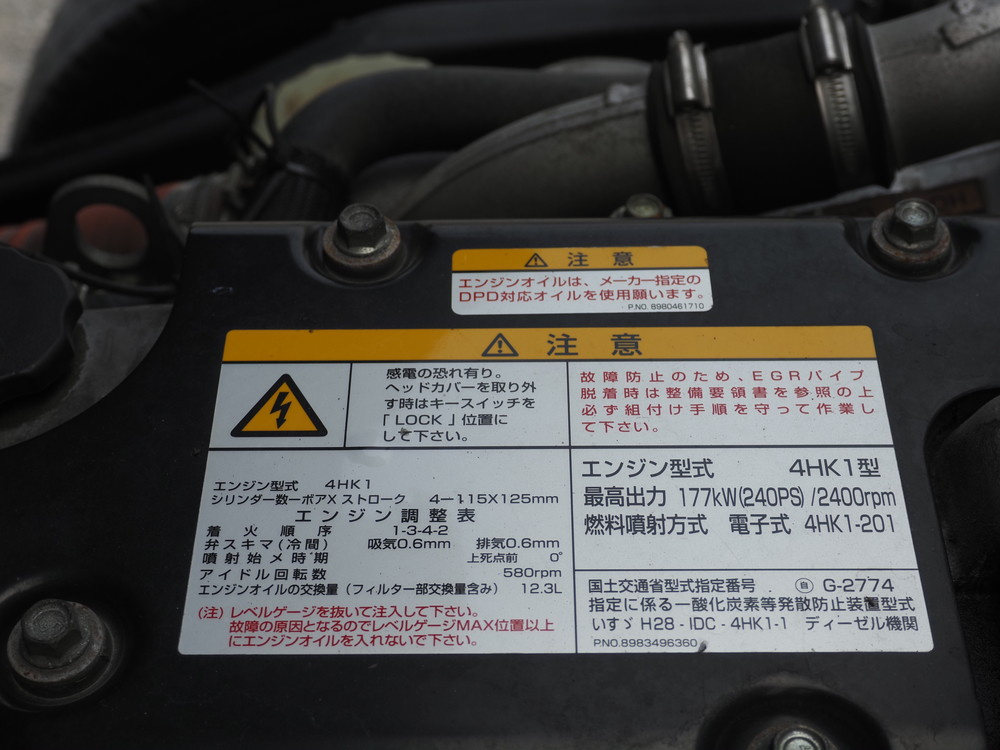 ⚠ 注意
エンジンオイルは、メーカー指定の
DPD対応オイルを使用願います。
P.NO. 8980461710
⚠ 注意
感電の恐れ有り。
ヘッドカバーを取り外
す時はキースイッチを
「LOCK」位置に
して下さい。
故障防止のため、EGRパイプ
脱着時は整備要領書を参照の上
必ず組付け手順を守って作業し
て下さい。
エンジン型式 4HK1
シリンダー数ーボアX ストローク 4ー115X125mm
エンジン調整表
着火順序 1-3-4-2
弁スキマ(冷間) 吸気0.6mm 排気0.6mm
噴射始メ時期 上死点前 0°
アイドル回転数 580rpm
エンジンオイルの交換量(フィルター部交換量含み) 12.3L
(注) レベルゲージを抜いて注入して下さい。
故障の原因となるのでレベルゲージMAX位置以上
にエンジンオイルを入れないで下さい。
エンジン型式 4HK1型
最高出力 177kW(240PS)/2400rpm
燃料噴射方式 電子式 4HK1-201
国土交通省型式指定番号 ㊀自 G-2774
指定に係る一酸化炭素等発散防止装置型式
いすゞ H28-IDC-4HK1-1 ディーゼル機関
P.NO.8983496360